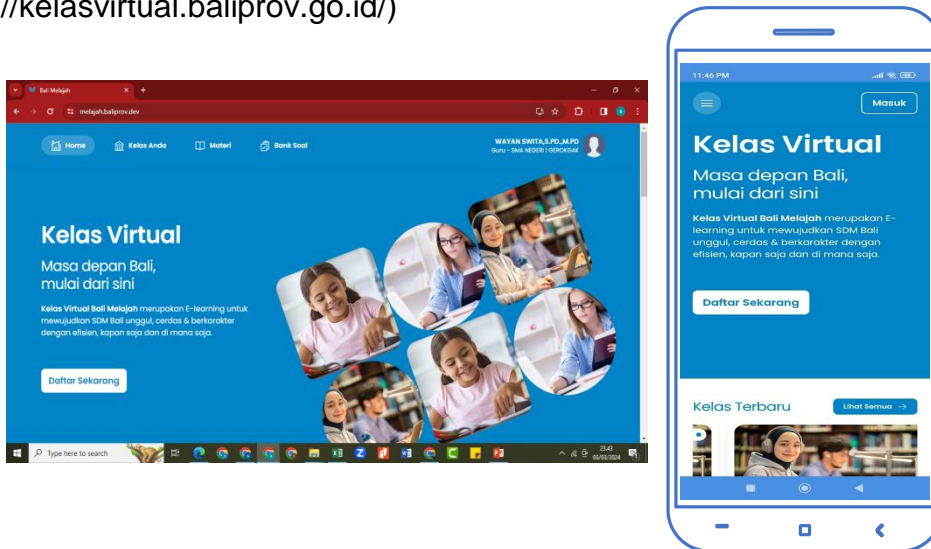 //kelasvirtual.baliprov.go.id/)
Bali Melajah
melajah.baliprov.dev
Home
Kelas Anda
Materi
Bank Soal
WAYAN SWITA,S.PD.,M.PD
Guru - SMA NEGERI 1 GEROKGAK
Kelas Virtual
Masa depan Bali,
mulai dari sini
Kelas Virtual Bali Melajah merupakan E-learning untuk
mewujudkan SDM Bali unggul, cerdas & berkarakter
dengan efisien, kapan saja dan di mana saja.
Daftar Sekarang
Type here to search
23.43
03/03/2024
11:46 PM
Masuk
Kelas Virtual
Masa depan Bali,
mulai dari sini
Kelas Virtual Bali Melajah merupakan E-
learning untuk mewujudkan SDM Bali
unggul, cerdas & berkarakter dengan
efisien, kapan saja dan di mana saja.
Daftar Sekarang
Kelas Terbaru
Lihat Semua →